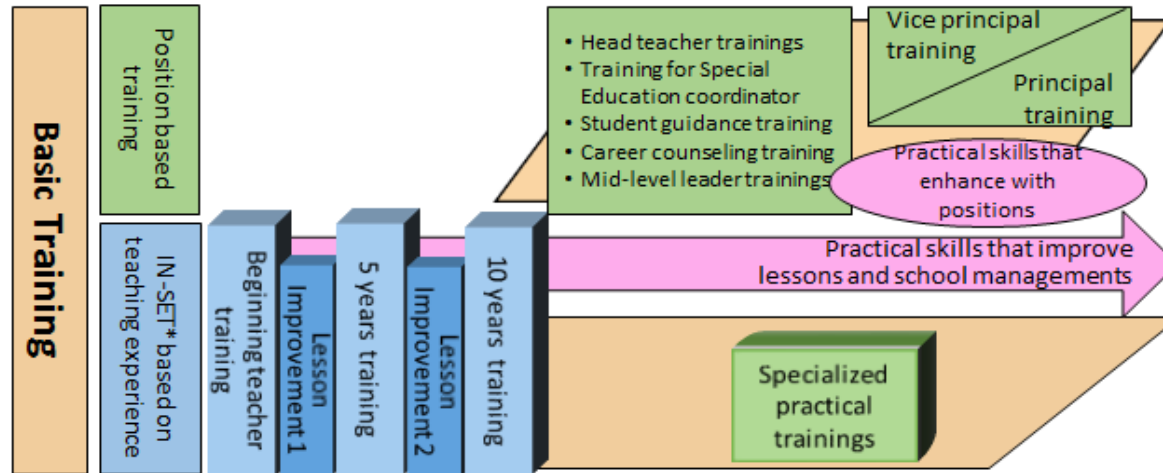 Basic Training
Position based
training
IN-SET* based on
teaching experience
Beginning teacher
training
Lesson
Improvement 1
5 years training
Lesson
Improvement 2
10 years training
• Head teacher trainings
• Training for Special
Education coordinator
• Student guidance training
• Career counseling training
• Mid-level leader trainings
Vice principal
training
Principal
training
Practical skills that
enhance with
positions
Practical skills that improve
lessons and school managements
Specialized
practical
trainings